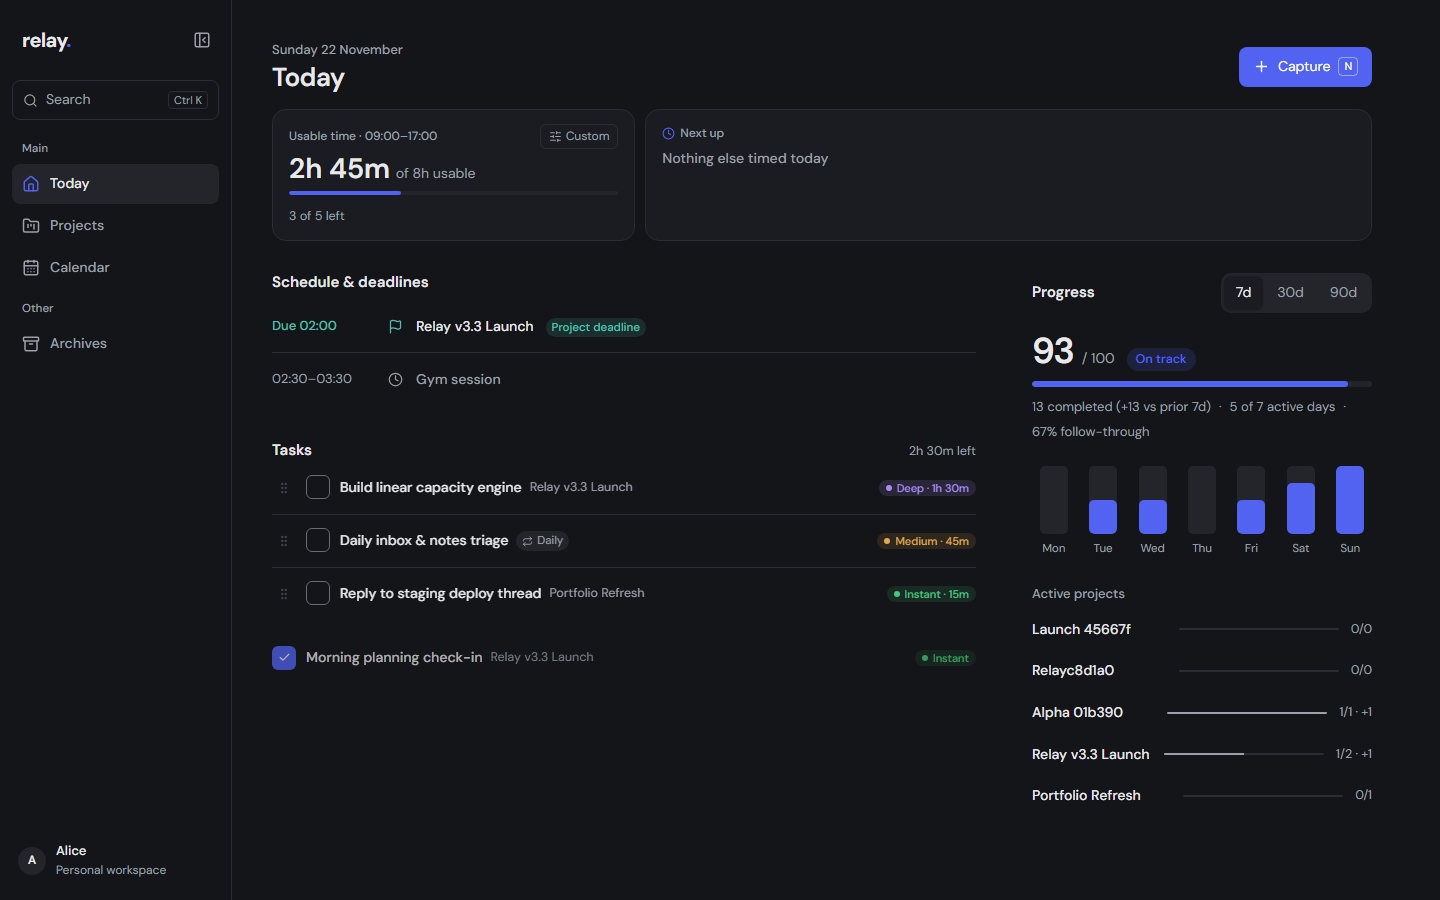 relay.
Search
Ctrl K
Main
Today
Projects
Calendar
Other
Archives
A
Alice
Personal workspace
Sunday 22 November
Today
Capture N
Usable time · 09:00–17:00
Custom
2h 45m of 8h usable
3 of 5 left
Next up
Nothing else timed today
Schedule & deadlines
Due 02:00 Relay v3.3 Launch Project deadline
02:30–03:30 Gym session
Tasks 2h 30m left
Build linear capacity engine Relay v3.3 Launch Deep · 1h 30m
Daily inbox & notes triage Daily Medium · 45m
Reply to staging deploy thread Portfolio Refresh Instant · 15m
Morning planning check-in Relay v3.3 Launch Instant
Progress
7d 30d 90d
93 / 100 On track
13 completed (+13 vs prior 7d) · 5 of 7 active days ·
67% follow-through
Mon Tue Wed Thu Fri Sat Sun
Active projects
Launch 45667f 0/0
Relayc8d1a0 0/0
Alpha 01b390 1/1 · +1
Relay v3.3 Launch 1/2 · +1
Portfolio Refresh 0/1